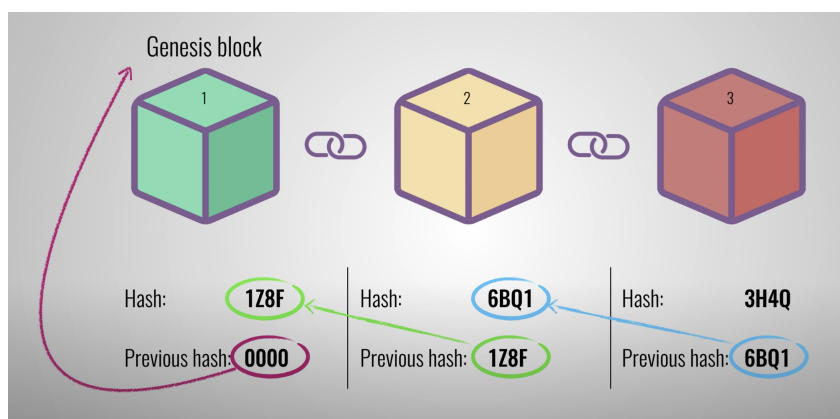 Genesis block
1
2
3
Hash: 1Z8F
Hash: 6BQ1
Hash: 3H4Q
Previous hash: 0000
Previous hash: 1Z8F
Previous hash: 6BQ1